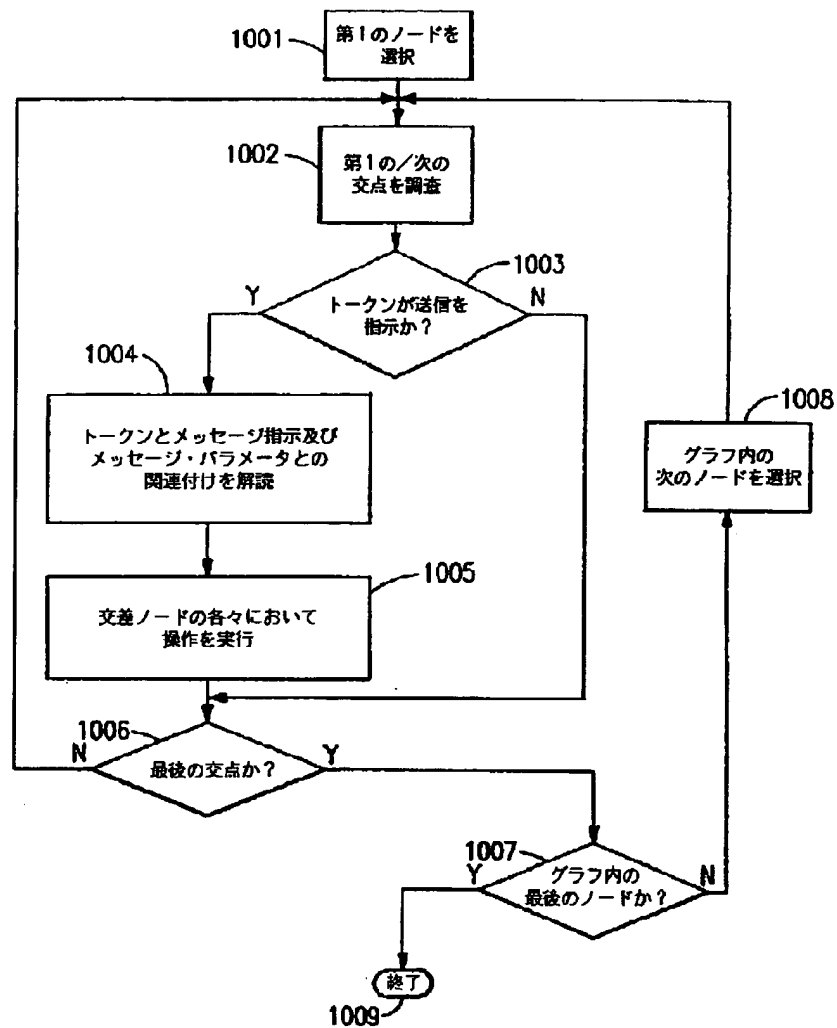 1001
第1のノードを
選択
1002
第1の/次の
交点を調査
1003
トークンが送信を
指示か?
Y
N
1004
トークンとメッセージ指示及び
メッセージ・パラメータとの
関連付けを解読
1008
グラフ内の
次のノードを選択
1005
交差ノードの各々において
操作を実行
1006
N
最後の交点か?
Y
1007
Y
グラフ内の
最後のノードか?
N
終了
1009